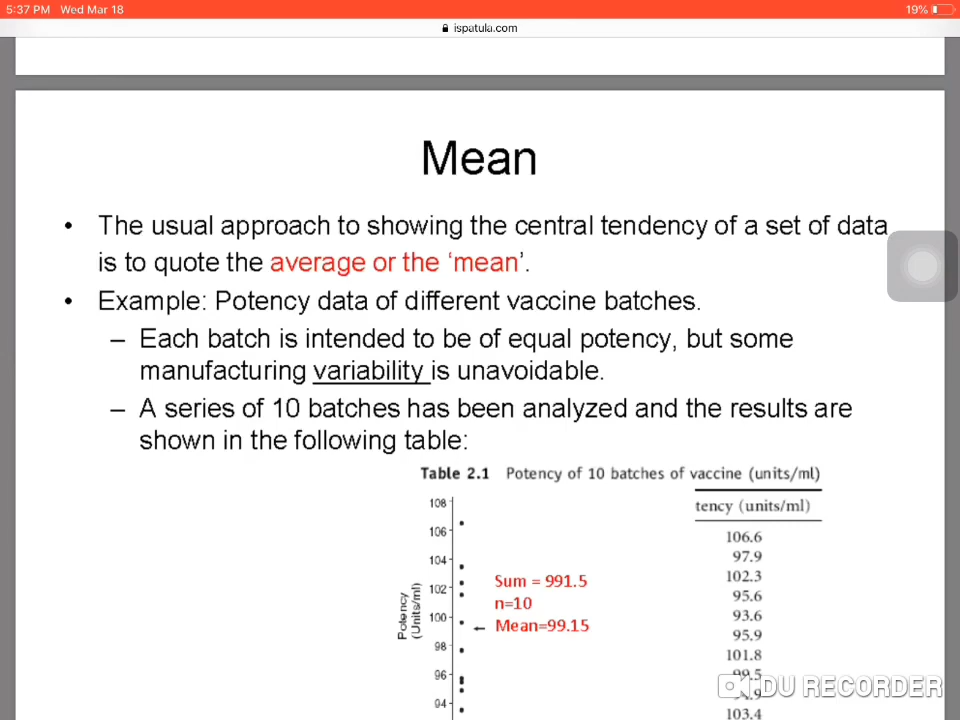 5:37 PM Wed Mar 18
19%
ispatula.com
Mean
• The usual approach to showing the central tendency of a set of data
is to quote the average or the ‘mean’.
• Example: Potency data of different vaccine batches.
– Each batch is intended to be of equal potency, but some
manufacturing variability is unavoidable.
– A series of 10 batches has been analyzed and the results are
shown in the following table:
Table 2.1 Potency of 10 batches of vaccine (units/ml)
tency (units/ml)
106.6
97.9
102.3
95.6
93.6
95.9
101.8
99.5
103.4
108
106
104
102
100
98
96
94
Potency
(Units/ml)
Sum = 991.5
n=10
← Mean=99.15
DU RECORDER